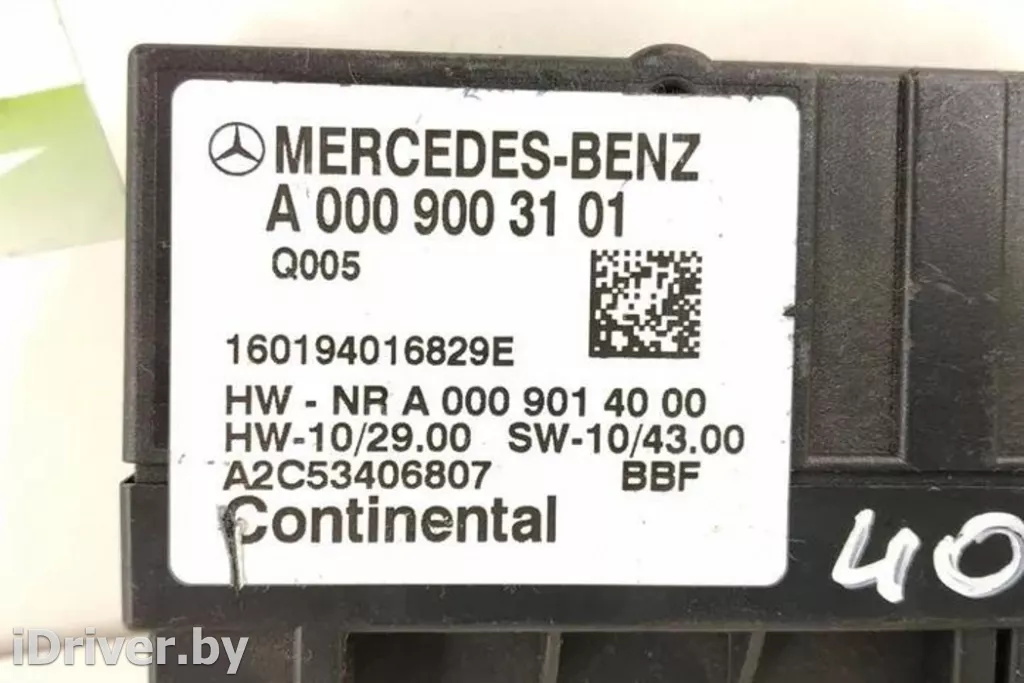 MERCEDES-BENZ
A 000 900 31 01
Q005
160194016829E
HW - NR A 000 901 40 00
HW-10/29.00 SW-10/43.00
A2C53406807 BBF
Continental
40
iDriver.by